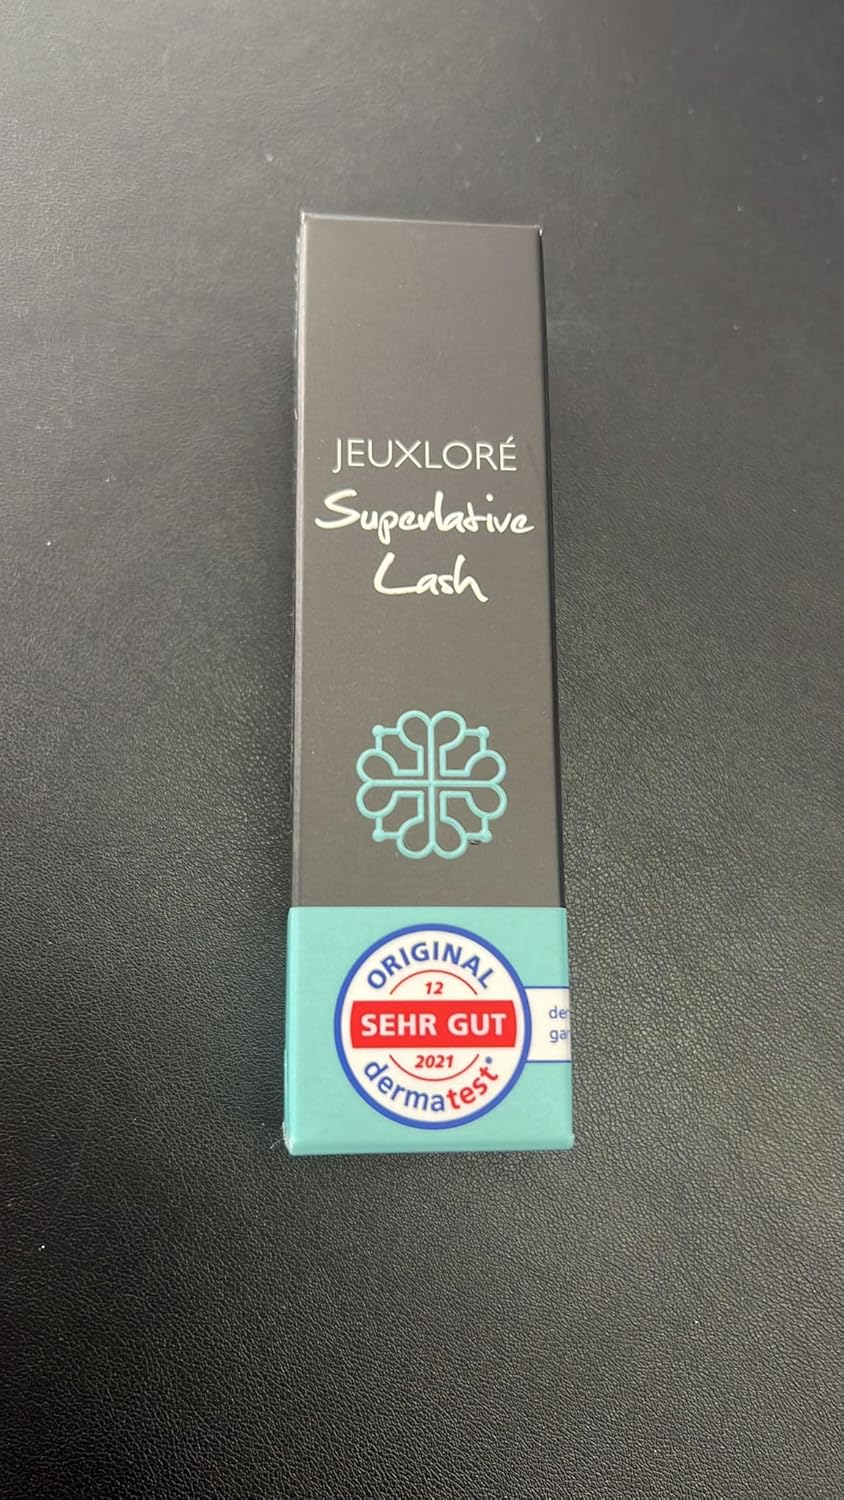 JEUXLORÉ
Superlative
Lash
ORIGINAL
12
SEHR GUT
2021
dermatest®